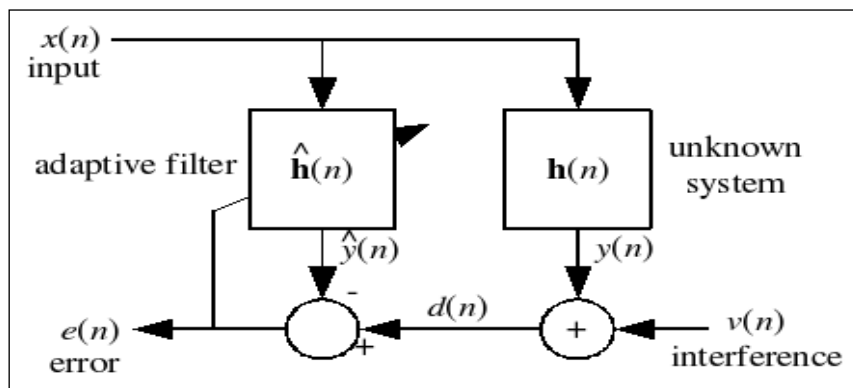 x(n)
input
adaptive filter
ĥ(n)
h(n)
unknown
system
ŷ(n)
y(n)
-
d(n)
+
+
e(n)
error
v(n)
interference